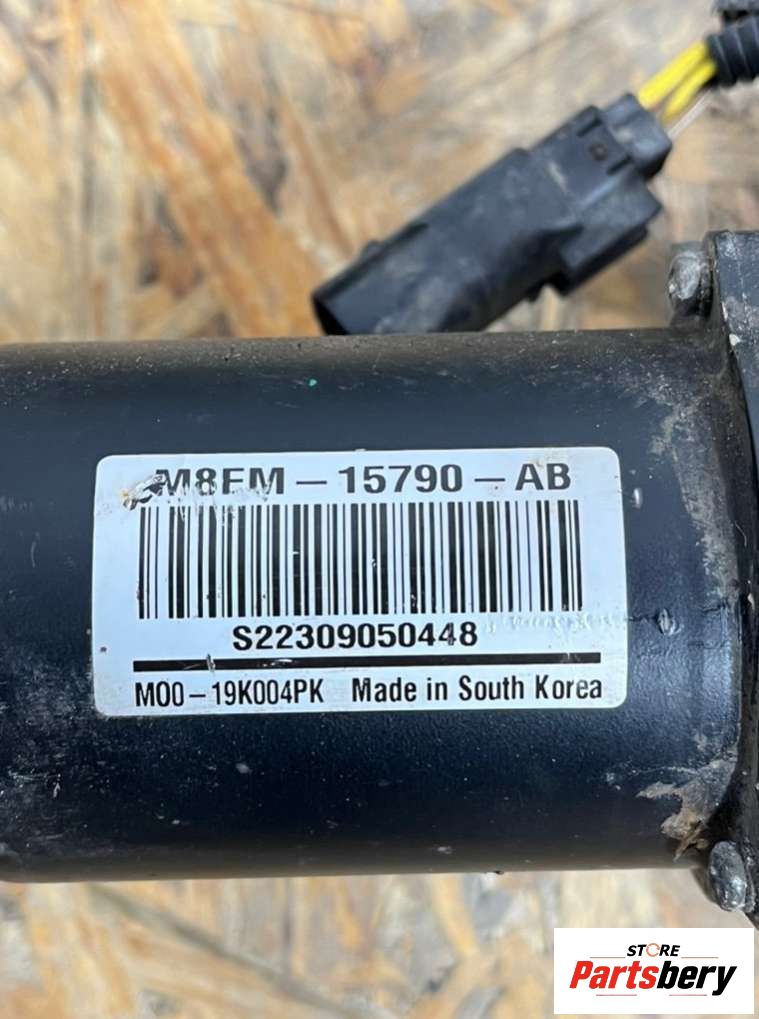 M8EM-15790-AB
S22309050448
M00-19K004PK Made in South Korea
STORE
Partsbery